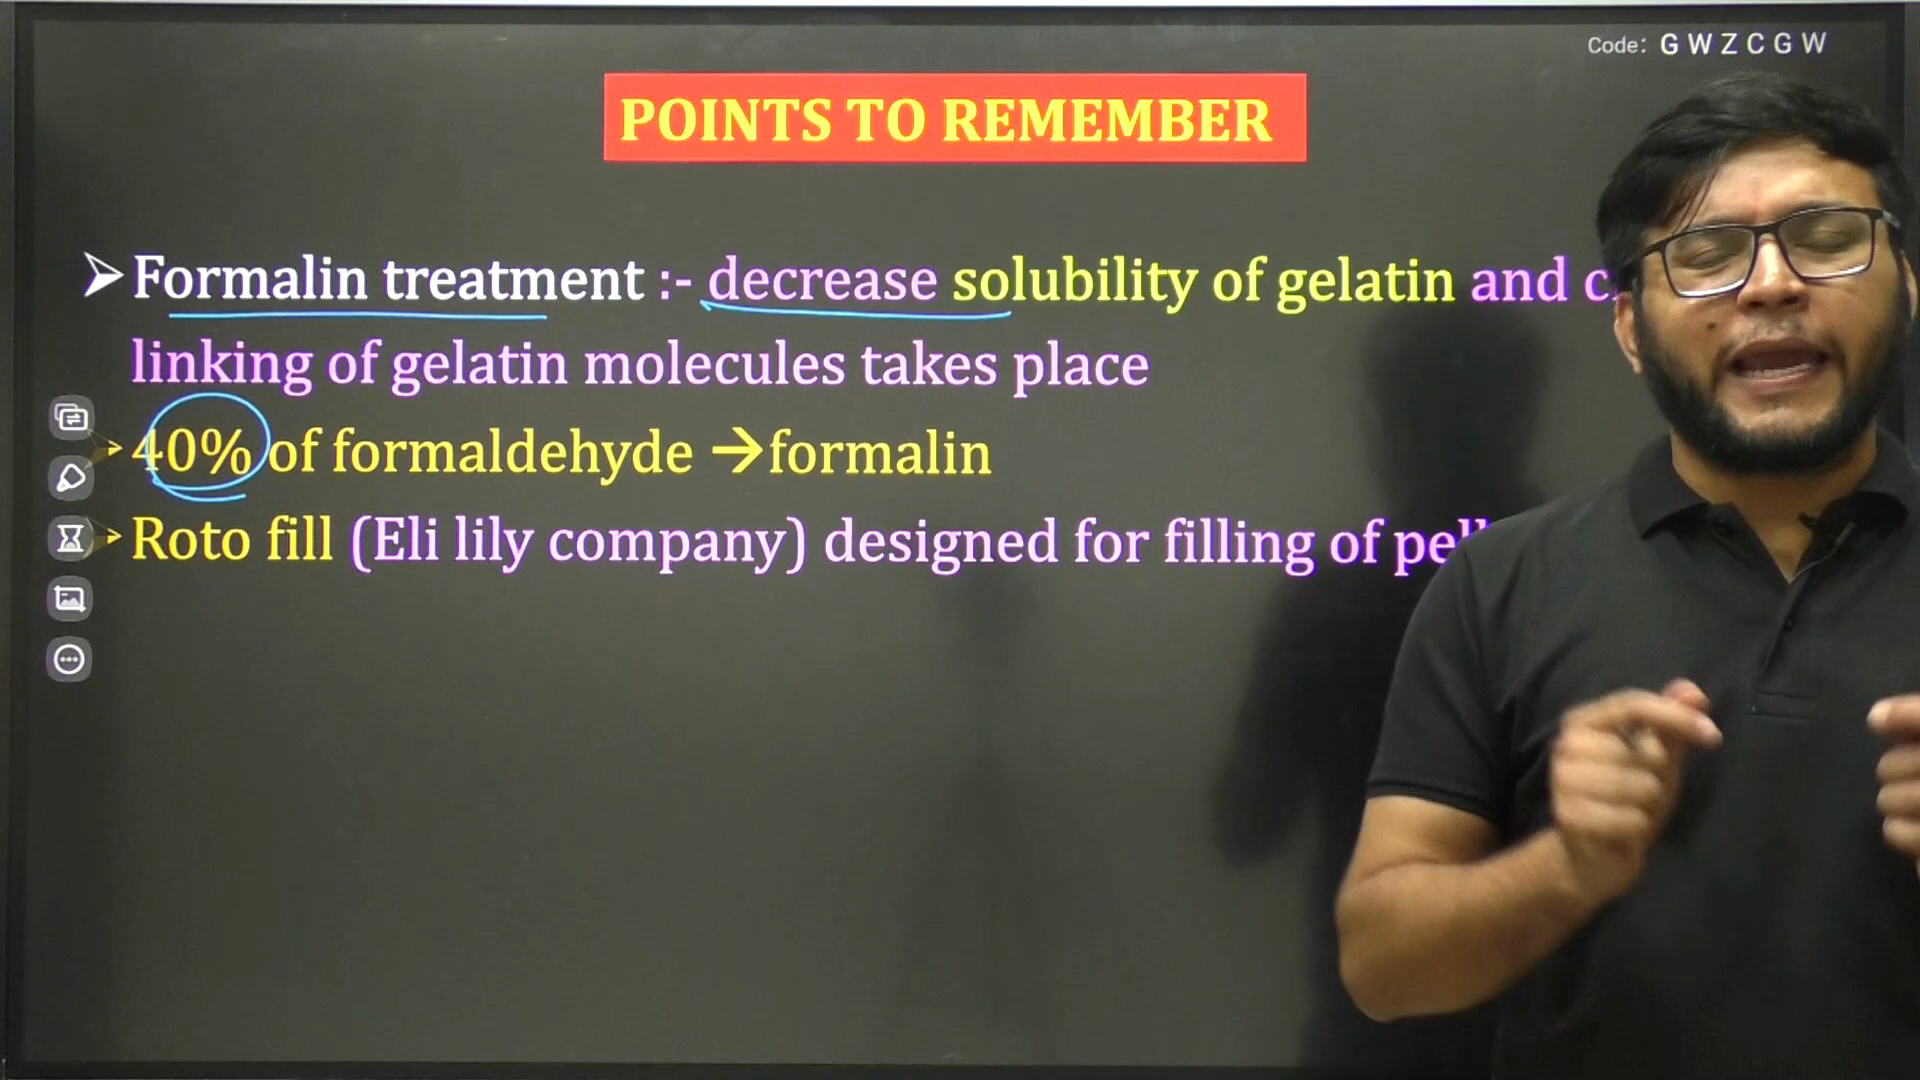 Code: GWZCGW
POINTS TO REMEMBER
➢Formalin treatment :- decrease solubility of gelatin and
linking of gelatin molecules takes place
➢40% of formaldehyde →formalin
➢Roto fill (Eli lily company) designed for filling of